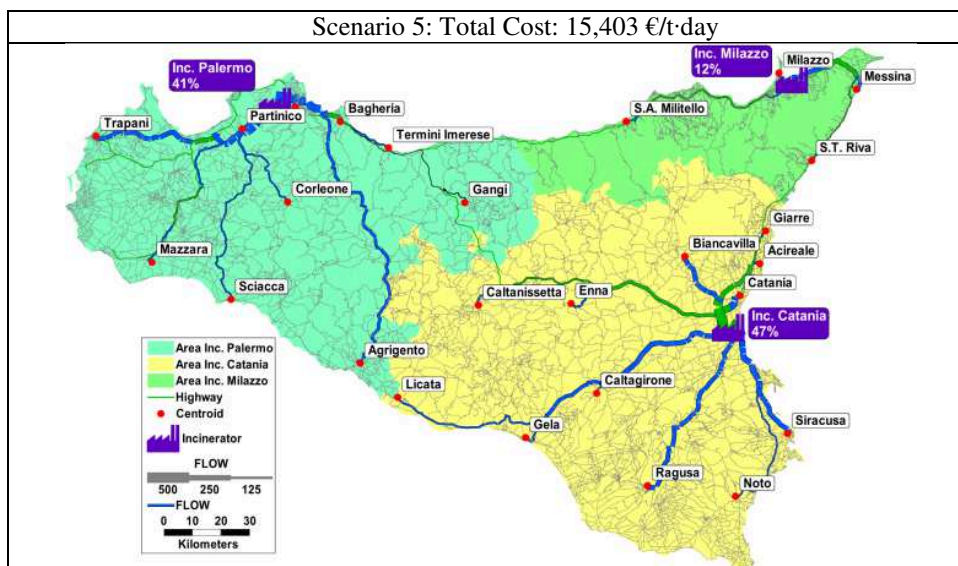 Scenario 5: Total Cost: 15,403 €/t·day
Inc. Palermo
41%
Inc. Milazzo
12%
Milazzo
Messina
Trapani
Partinico
Bagheria
S.A. Militello
Termini Imerese
S.T. Riva
Corleone
Gangi
Giarre
Biancavilla
Acireale
Mazzara
Sciacca
Caltanissetta
Enna
Catania
Inc. Catania
47%
Agrigento
Licata
Caltagirone
Gela
Siracusa
Ragusa
Noto
Area Inc. Palermo
Area Inc. Catania
Area Inc. Milazzo
Highway
Centroid
Incinerator
FLOW
500 250 125
FLOW
0 10 20 30
Kilometers